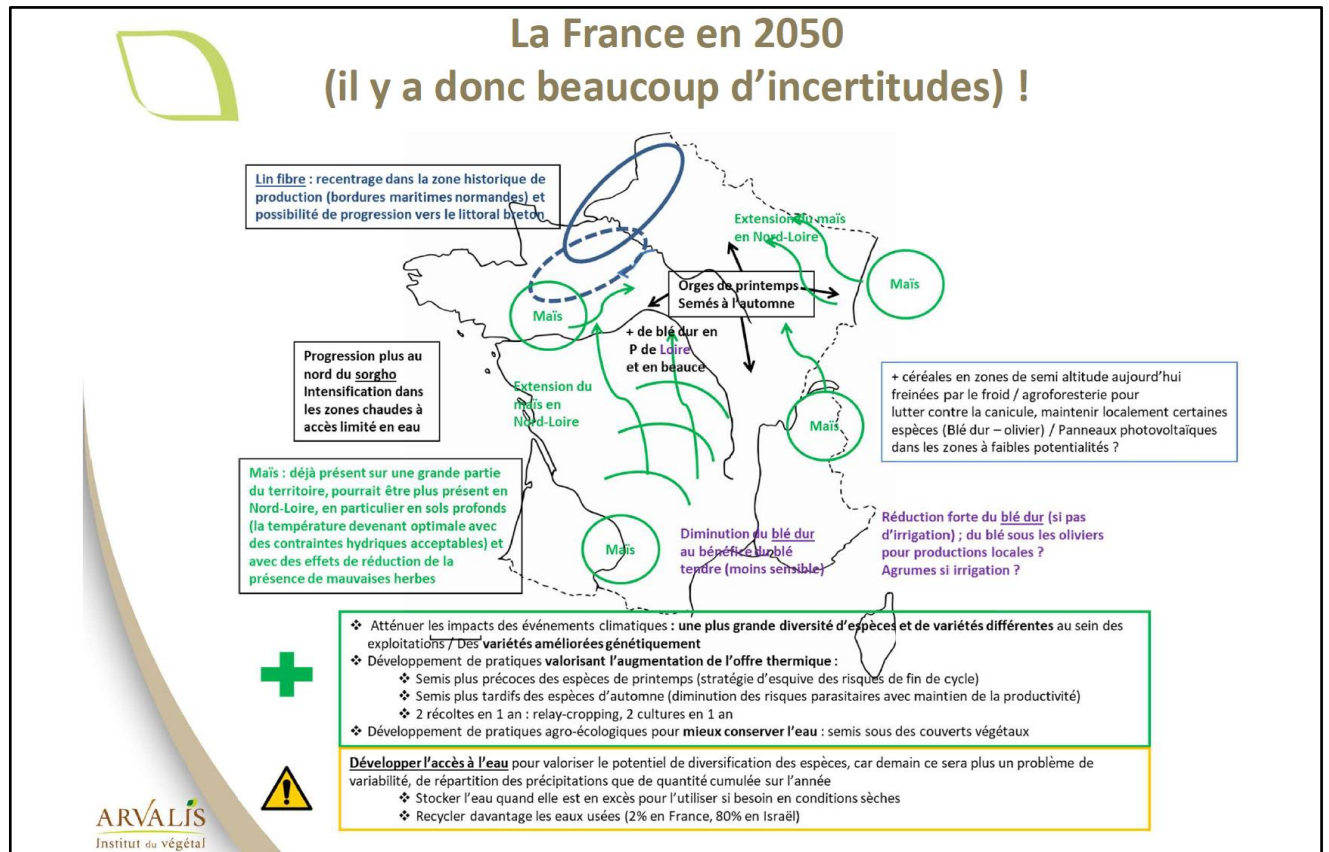 La France en 2050
(il y a donc beaucoup d'incertitudes) !
Lin fibre : recentrage dans la zone historique de
production (bordures maritimes normandes) et
possibilité de progression vers le littoral breton
Extension du maïs
en Nord-Loire
Maïs
Orges de printemps
Semés à l'automne
Maïs
+ de blé dur en
P de Loire
et en beauce
Progression plus au
nord du sorgho
Intensification dans
les zones chaudes à
accès limité en eau
Extension du
maïs en
Nord-Loire
Maïs
+ céréales en zones de semi altitude aujourd'hui
freinées par le froid / agroforesterie pour
lutter contre la canicule, maintenir localement certaines
espèces (Blé dur – olivier) / Panneaux photovoltaïques
dans les zones à faibles potentialités ?
Maïs : déjà présent sur une grande partie
du territoire, pourrait être plus présent en
Nord-Loire, en particulier en sols profonds
(la température devenant optimale avec
des contraintes hydriques acceptables) et
avec des effets de réduction de la
présence de mauvaises herbes
Maïs
Diminution du blé dur
au bénéfice du blé
tendre (moins sensible)
Réduction forte du blé dur (si pas
d'irrigation) ; du blé sous les oliviers
pour productions locales ?
Agrumes si irrigation ?
❖ Atténuer les impacts des événements climatiques : une plus grande diversité d'espèces et de variétés différentes au sein des
exploitations / Des variétés améliorées génétiquement
❖ Développement de pratiques valorisant l'augmentation de l'offre thermique :
❖ Semis plus précoces des espèces de printemps (stratégie d'esquive des risques de fin de cycle)
❖ Semis plus tardifs des espèces d'automne (diminution des risques parasitaires avec maintien de la productivité)
❖ 2 récoltes en 1 an : relay-cropping, 2 cultures en 1 an
❖ Développement de pratiques agro-écologiques pour mieux conserver l'eau : semis sous des couverts végétaux
Développer l'accès à l'eau pour valoriser le potentiel de diversification des espèces, car demain ce sera plus un problème de
variabilité, de répartition des précipitations que de quantité cumulée sur l'année
❖ Stocker l'eau quand elle est en excès pour l'utiliser si besoin en conditions sèches
❖ Recycler davantage les eaux usées (2% en France, 80% en Israël)
ARVALIS
Institut du végétal